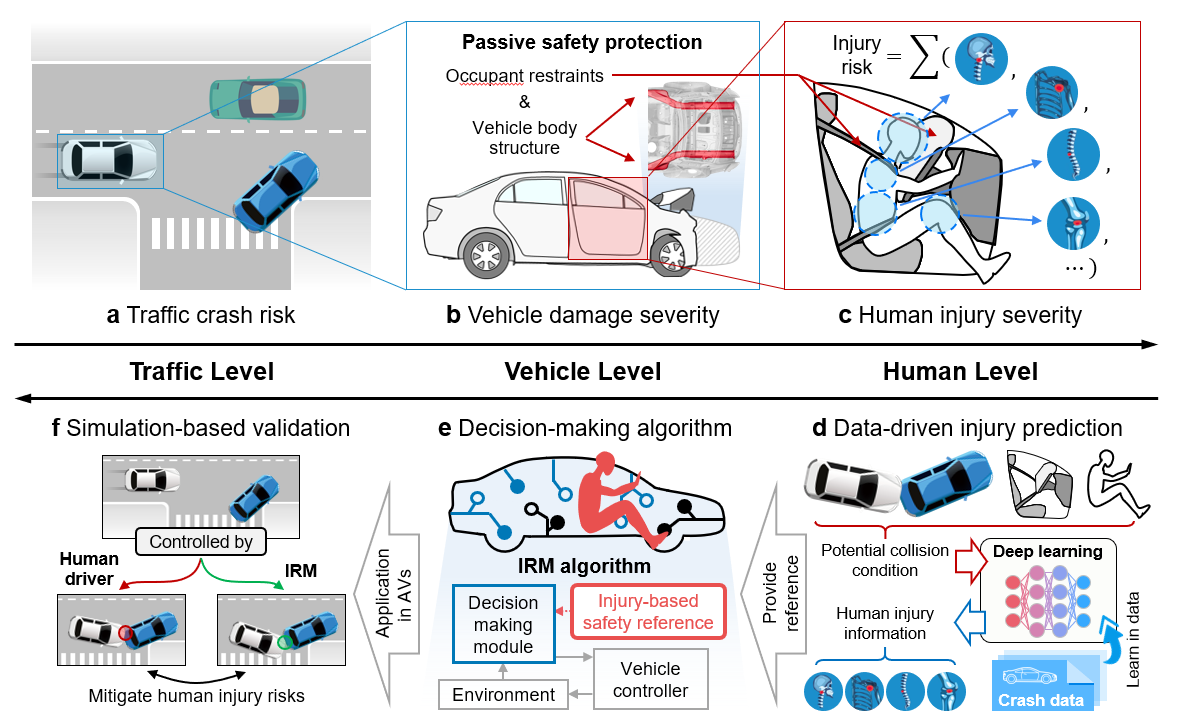 Passive safety protection
Occupant restraints
&
Vehicle body
structure
Injury
risk
= ∑ (
,
,
,
,
… )
a Traffic crash risk
b Vehicle damage severity
c Human injury severity
Traffic Level
Vehicle Level
Human Level
f Simulation-based validation
e Decision-making algorithm
d Data-driven injury prediction
Controlled by
Human
driver
IRM
Mitigate human injury risks
Application
in AVs
IRM algorithm
Decision
making
module
Injury-based
safety reference
Environment
Vehicle
controller
Provide
reference
Potential collision
condition
Deep learning
Human injury
information
Learn in data
Crash data